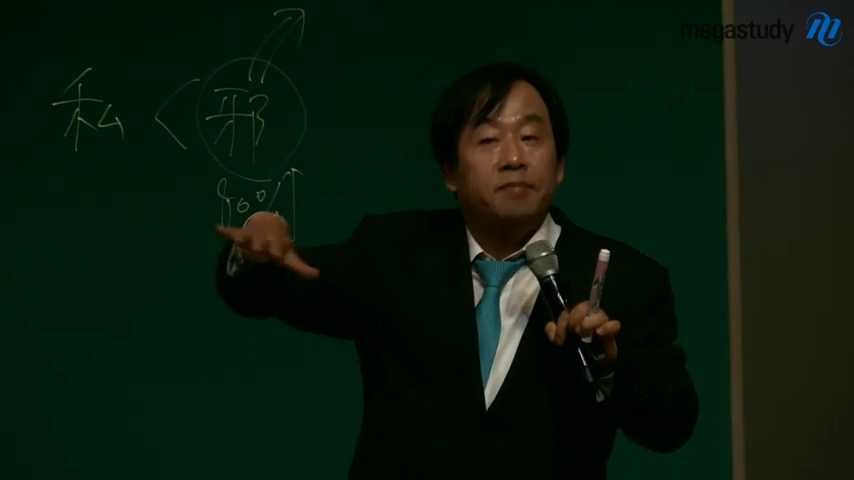 megastudy
私 < 邪